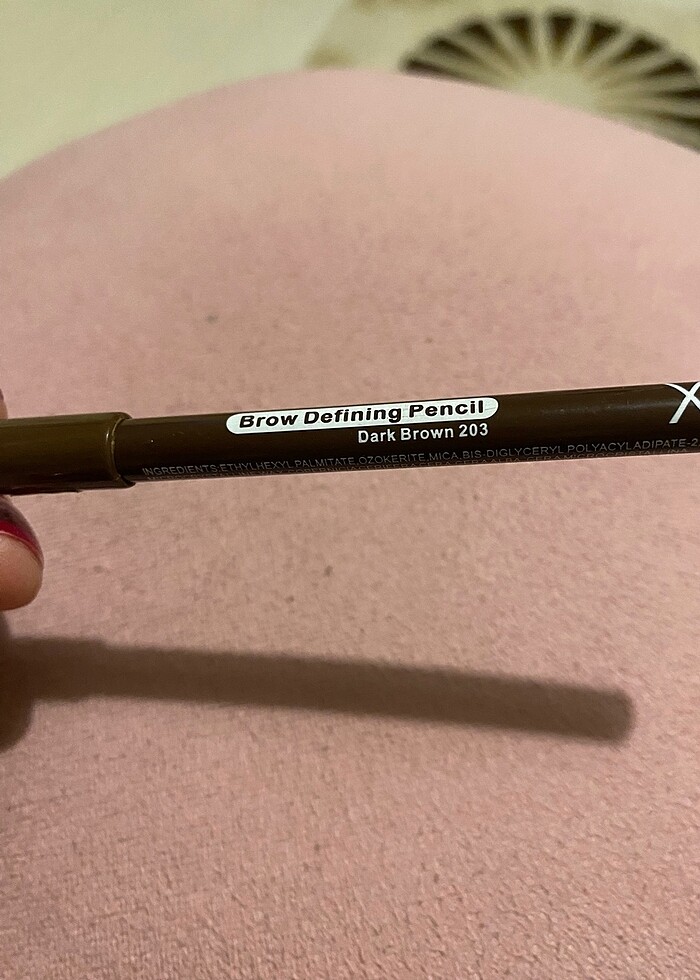 Brow Defining Pencil
Dark Brown 203
INGREDIENTS:ETHYLHEXYL PALMITATE,OZOKERITE,MICA,BIS-DIGLYCERYL POLYACYLADIPATE-2